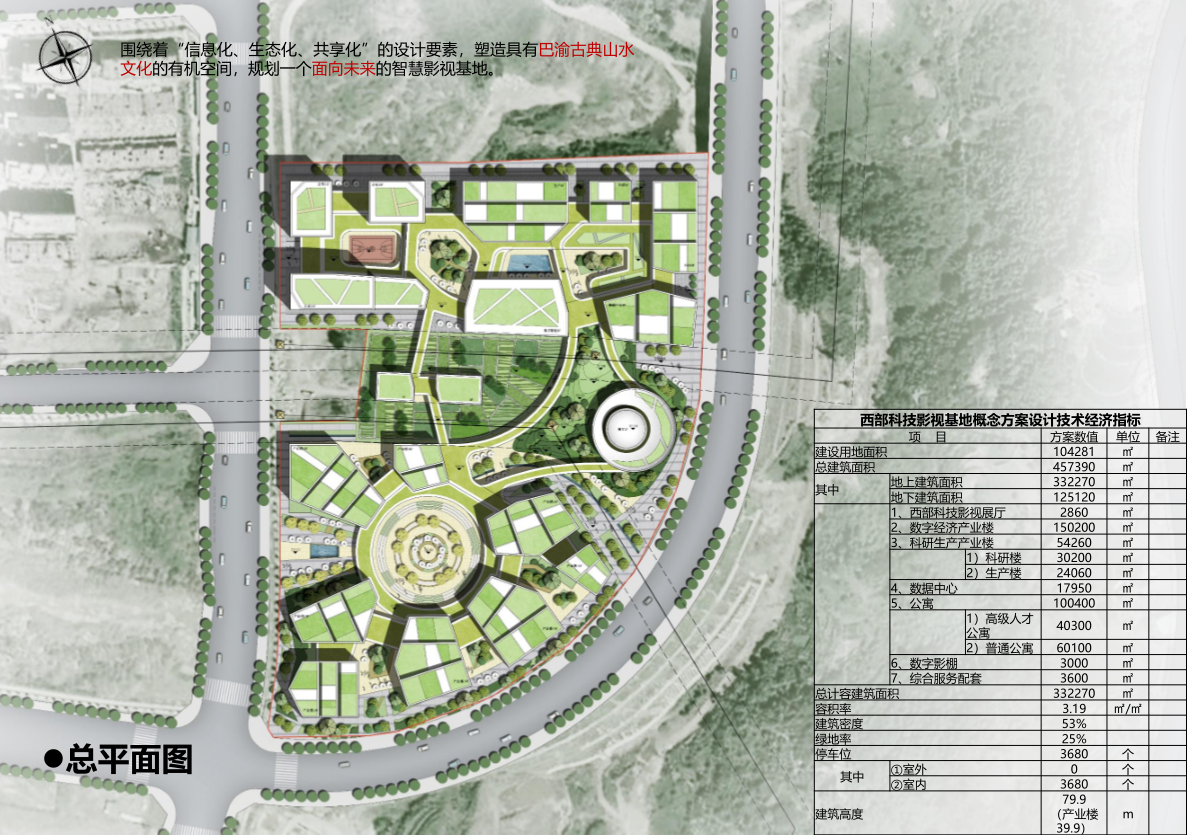 围绕着“信息化、生态化、共享化”的设计要素，塑造具有巴渝古典山水
文化的有机空间，规划一个面向未来的智慧影视基地。
西部科技影视基地概念方案设计技术经济指标
项 目 方案数值 单位 备注
建设用地面积 104281 ㎡
总建筑面积 457390 ㎡
其中 地上建筑面积 332270 ㎡
地下建筑面积 125120 ㎡
1、西部科技影视展厅 2860 ㎡
2、数字经济产业楼 150200 ㎡
3、科研生产产业楼 54260 ㎡
1）科研楼 30200 ㎡
2）生产楼 24060 ㎡
4、数据中心 17950 ㎡
5、公寓 100400 ㎡
1）高级人才
公寓 40300 ㎡
2）普通公寓 60100 ㎡
6、数字影棚 3000 ㎡
7、综合服务配套 3600 ㎡
总计容建筑面积 332270 ㎡
容积率 3.19 ㎡/㎡
建筑密度 53%
绿地率 25%
停车位 3680 个
其中 ①室外 0 个
②室内 3680 个
建筑高度 79.9
（产业楼
39.9） m
●总平面图